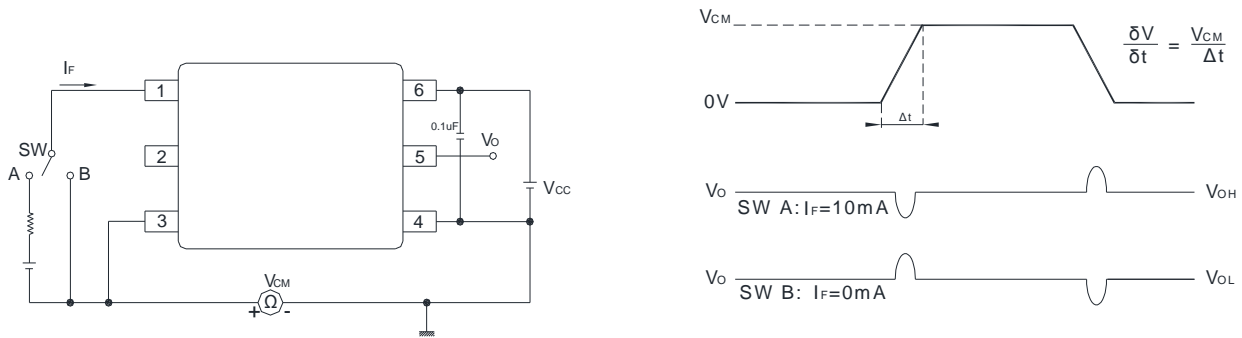 IF
1
2
3
6
5
4
0.1uF
VO
VCC
SW
A
B
VCM
+ Ω -
VCM
0V
Δt
δV/δt = VCM/Δt
VO
SW A: IF=10mA
VOH
VO
SW B: IF=0mA
VOL